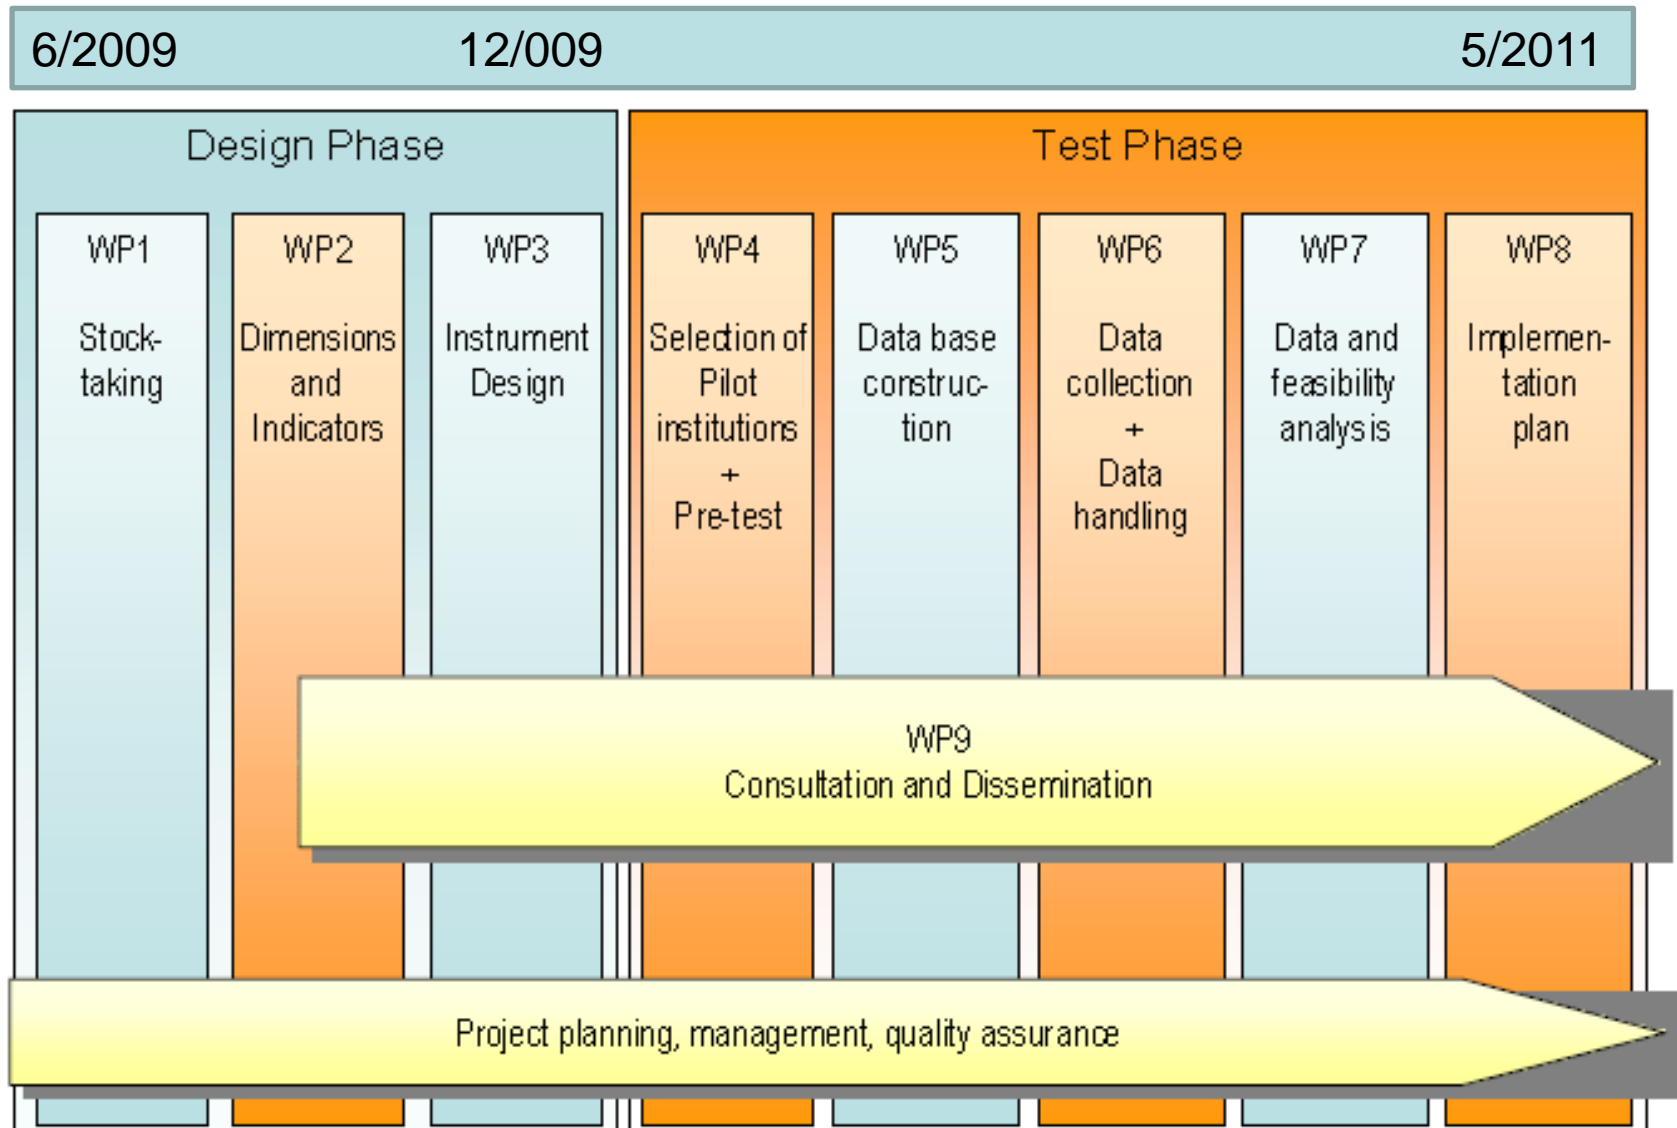 6/2009 12/009 5/2011
Design Phase
Test Phase
WP1
Stock-
taking
WP2
Dimensions
and
Indicators
WP3
Instrument
Design
WP4
Selection of
Pilot
institutions
+
Pre-test
WP5
Data base
construc-
tion
WP6
Data
collection
+
Data
handling
WP7
Data and
feasibility
analysis
WP8
Implemen-
tation
plan
WP9
Consultation and Dissemination
Project planning, management, quality assurance